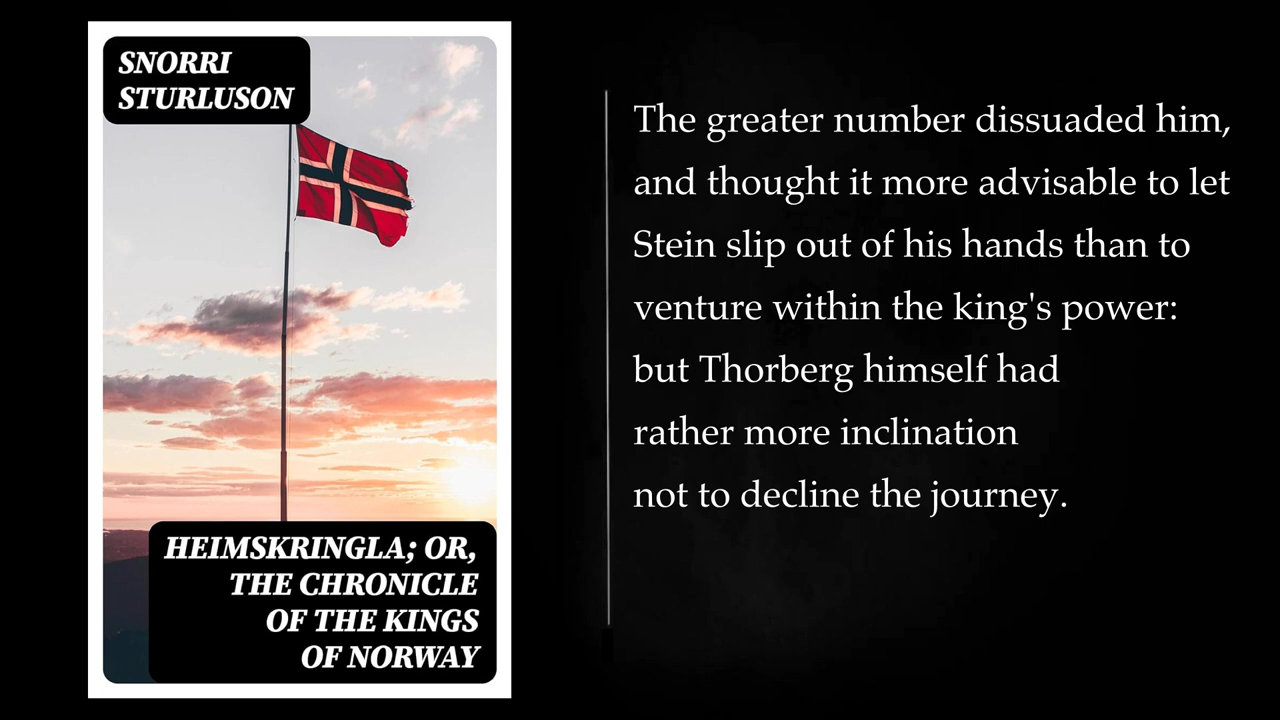 SNORRI
STURLUSON
HEIMSKRINGLA; OR,
THE CHRONICLE
OF THE KINGS
OF NORWAY
The greater number dissuaded him,
and thought it more advisable to let
Stein slip out of his hands than to
venture within the king's power:
but Thorberg himself had
rather more inclination
not to decline the journey.